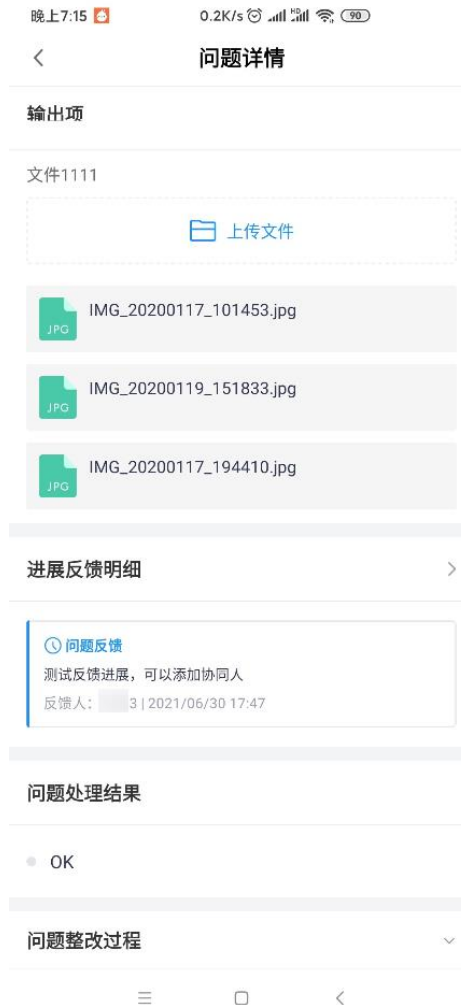 晚上7:15 0.2K/s HD 90
问题详情
输出项
文件1111
上传文件
JPG IMG_20200117_101453.jpg
JPG IMG_20200119_151833.jpg
JPG IMG_20200117_194410.jpg
进展反馈明细
问题反馈
测试反馈进展，可以添加协同人
反馈人： 3 | 2021/06/30 17:47
问题处理结果
OK
问题整改过程